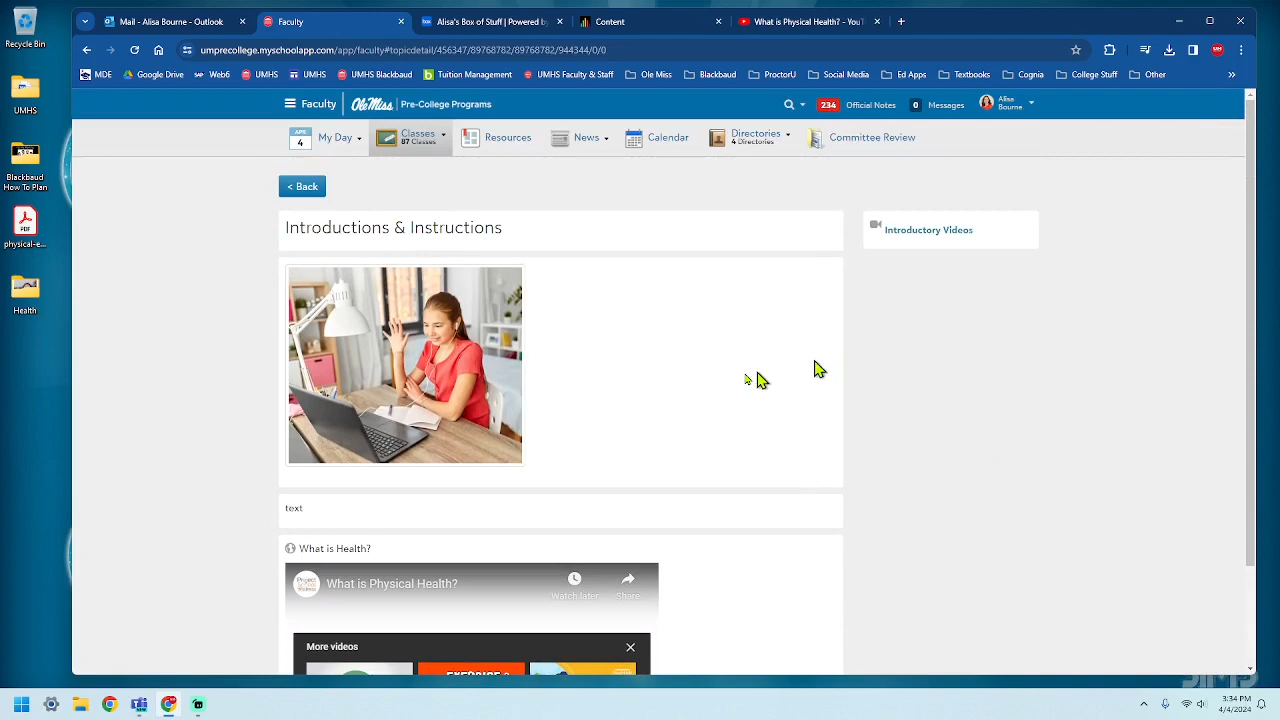 Recycle Bin
UMHS
Blackbaud
How To Plan
PDF
physical-e...
Health
Mail - Alisa Bourne - Outlook
Faculty
Alisa's Box of Stuff | Powered by
Content
What is Physical Health? - YouT
umprecollege.myschoolapp.com/app/faculty#topicdetail/456347/89768782/89768782/944344/0/0
MDE
Google Drive
Web6
UMHS
UMHS
UMHS Blackbaud
Tuition Management
UMHS Faculty & Staff
Ole Miss
Blackbaud
ProctorU
Social Media
Ed Apps
Textbooks
Cognia
College Stuff
Other
Faculty
Ole Miss
Pre-College Programs
234 Official Notes
0 Messages
Alisa
Bourne
APR
4
My Day
Classes
87 Classes
Resources
News
Calendar
Directories
4 Directories
Committee Review
< Back
Introductions & Instructions
Introductory Videos
text
What is Health?
What is Physical Health?
Watch later
Share
More videos
3:34 PM
4/4/2024